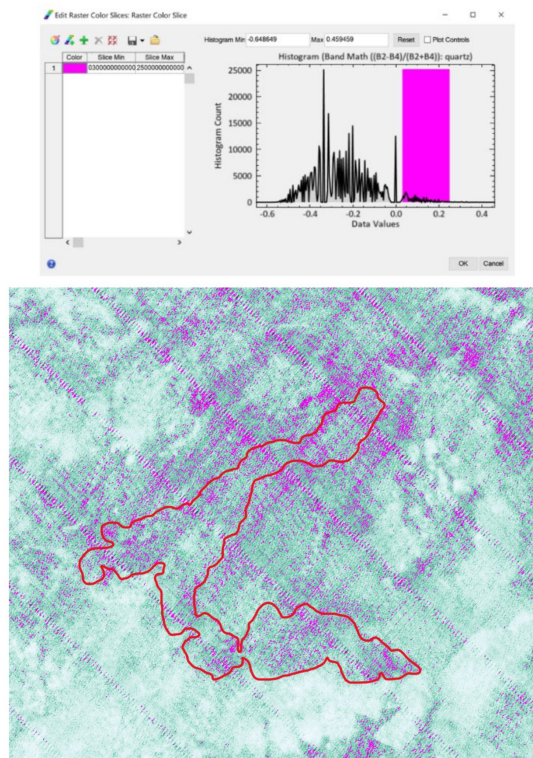 Edit Raster Color Slices: Raster Color Slice
Histogram Min -0.648649 Max 0.459459 Reset Plot Controls
Color Slice Min Slice Max
1 0300000000000 2500000000000
Histogram (Band Math ((B2-B4)/(B2+B4)): quartz)
Histogram Count
25000
20000
15000
10000
5000
0
-0.6 -0.4 -0.2 0.0 0.2 0.4
Data Values
OK Cancel